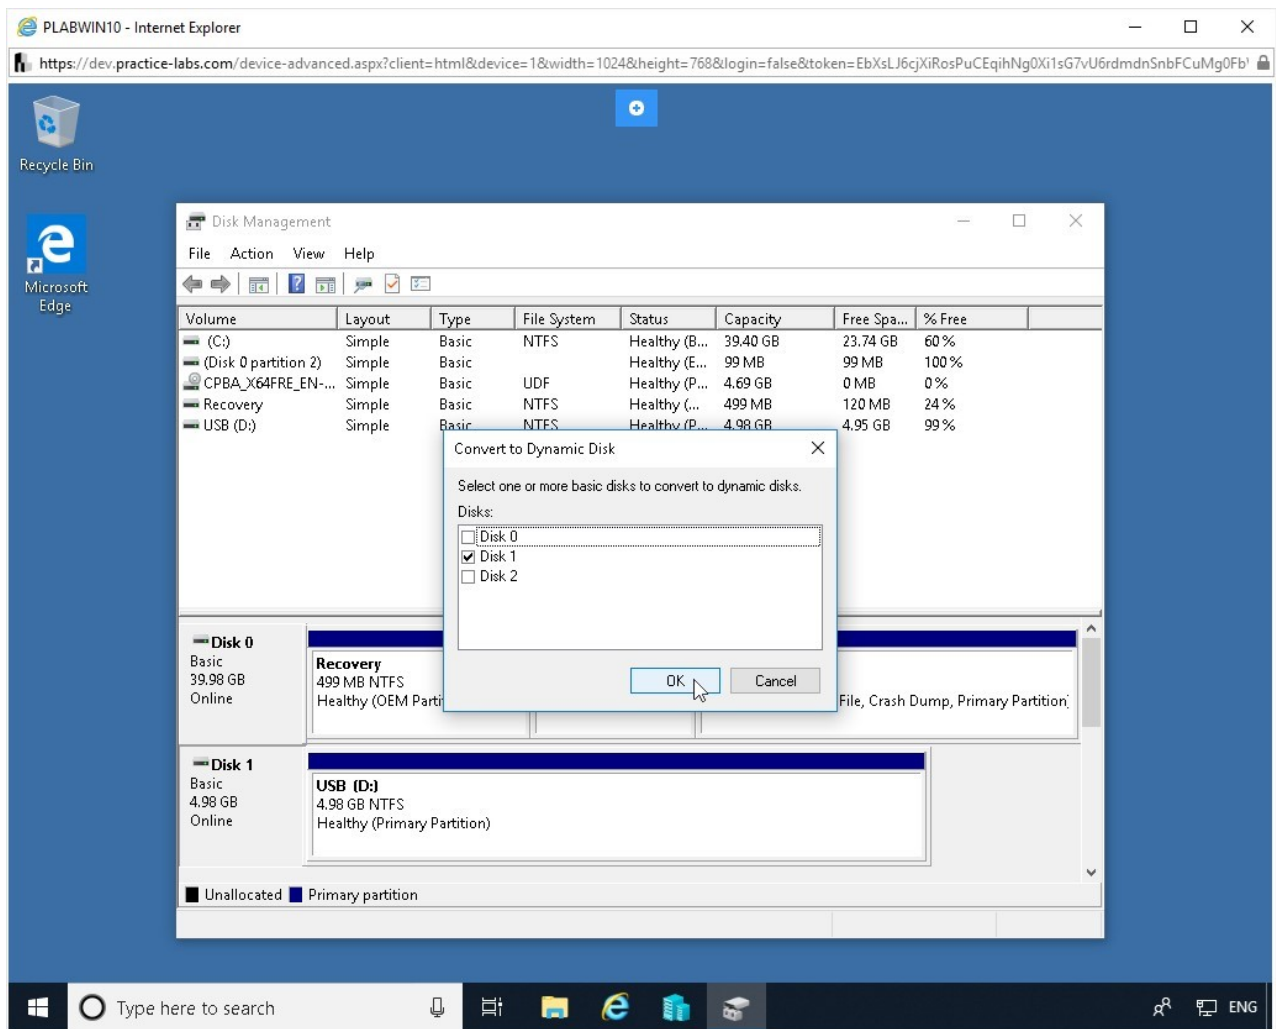 PLABWIN10 - Internet Explorer
https://dev.practice-labs.com/device-advanced.aspx?client=html&device=1&width=1024&height=768&login=false&token=EbXsLJ6cjXiRosPuCEqihNg0Xi1sG7vU6rdmdnSnbFCuMg0Fb
Recycle Bin
Microsoft
Edge
Disk Management
File Action View Help
Volume Layout Type File System Status Capacity Free Spa... % Free
(C:) Simple Basic NTFS Healthy (B... 39.40 GB 23.74 GB 60 %
(Disk 0 partition 2) Simple Basic Healthy (E... 99 MB 99 MB 100 %
CPBA_X64FRE_EN-... Simple Basic UDF Healthy (P... 4.69 GB 0 MB 0 %
Recovery Simple Basic NTFS Healthy (... 499 MB 120 MB 24 %
USB (D:) Simple Basic NTFS Healthy (P... 4.98 GB 4.95 GB 99 %
Convert to Dynamic Disk
Select one or more basic disks to convert to dynamic disks.
Disks:
Disk 0
Disk 1
Disk 2
OK Cancel
Disk 0
Basic
39.98 GB
Online
Recovery
499 MB NTFS
Healthy (OEM Parti
File, Crash Dump, Primary Partition
Disk 1
Basic
4.98 GB
Online
USB (D:)
4.98 GB NTFS
Healthy (Primary Partition)
Unallocated Primary partition
Type here to search
ENG